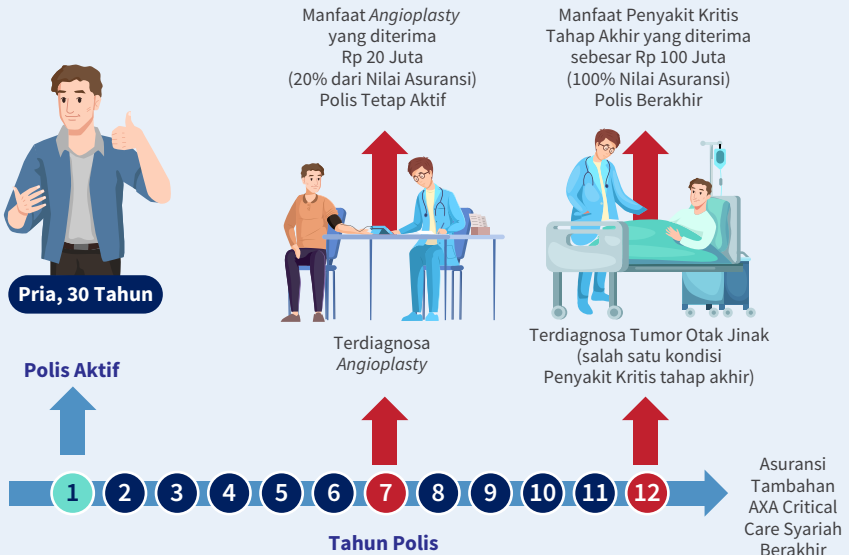 Manfaat Angioplasty
yang diterima
Rp 20 Juta
(20% dari Nilai Asuransi)
Polis Tetap Aktif
Manfaat Penyakit Kritis
Tahap Akhir yang diterima
sebesar Rp 100 Juta
(100% Nilai Asuransi)
Polis Berakhir
Pria, 30 Tahun
Polis Aktif
Terdiagnosa
Angioplasty
Terdiagnosa Tumor Otak Jinak
(salah satu kondisi
Penyakit Kritis tahap akhir)
1 2 3 4 5 6 7 8 9 10 11 12
Tahun Polis
Asuransi
Tambahan
AXA Critical
Care Syariah
Berakhir